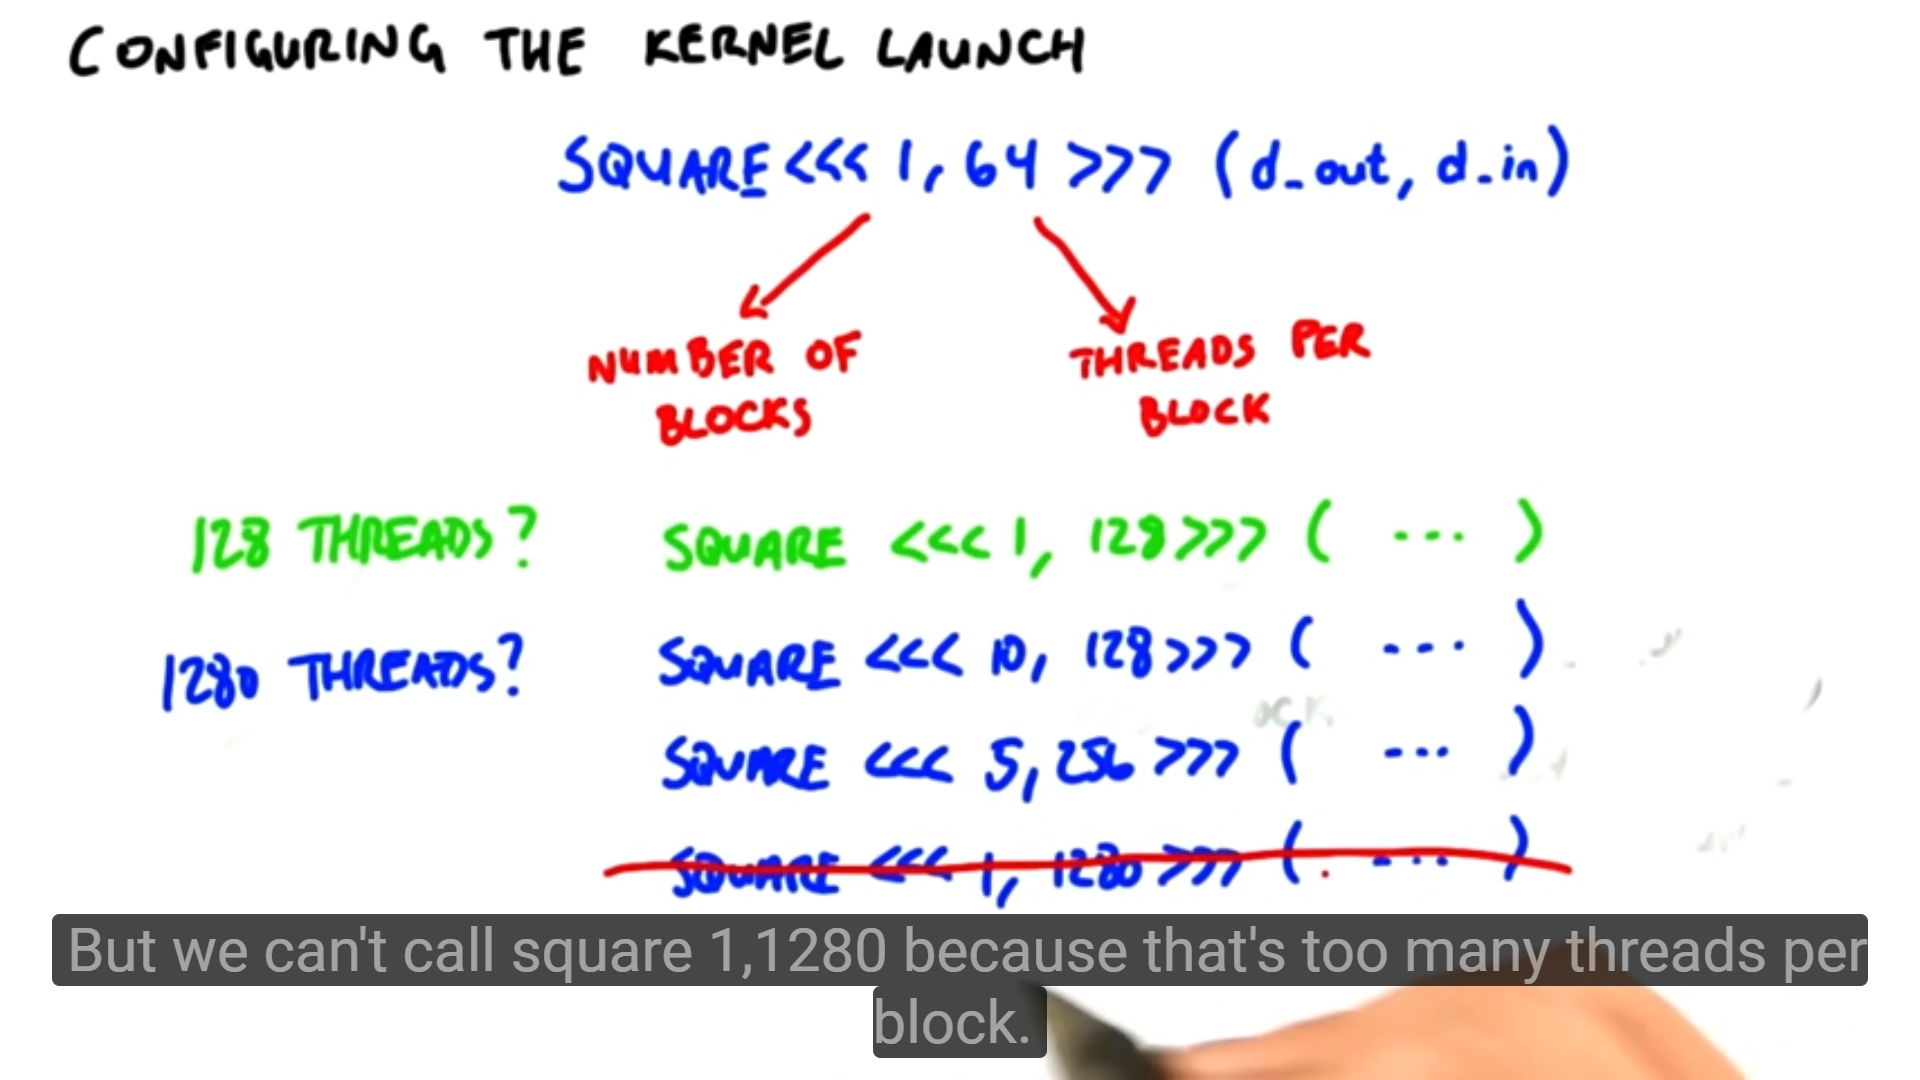 CONFIGURING THE KERNEL LAUNCH
SQUARE <<< 1, 64 >>> (d_out, d_in)
NUMBER OF BLOCKS
THREADS PER BLOCK
128 THREADS? SQUARE <<< 1, 128 >>> ( ... )
1280 THREADS? SQUARE <<< 10, 128 >>> ( ... )
OCK
SQUARE <<< 5, 256 >>> ( ... )
SQUARE <<< 1, 1280 >>> ( ... )
But we can't call square 1,1280 because that's too many threads per
block.